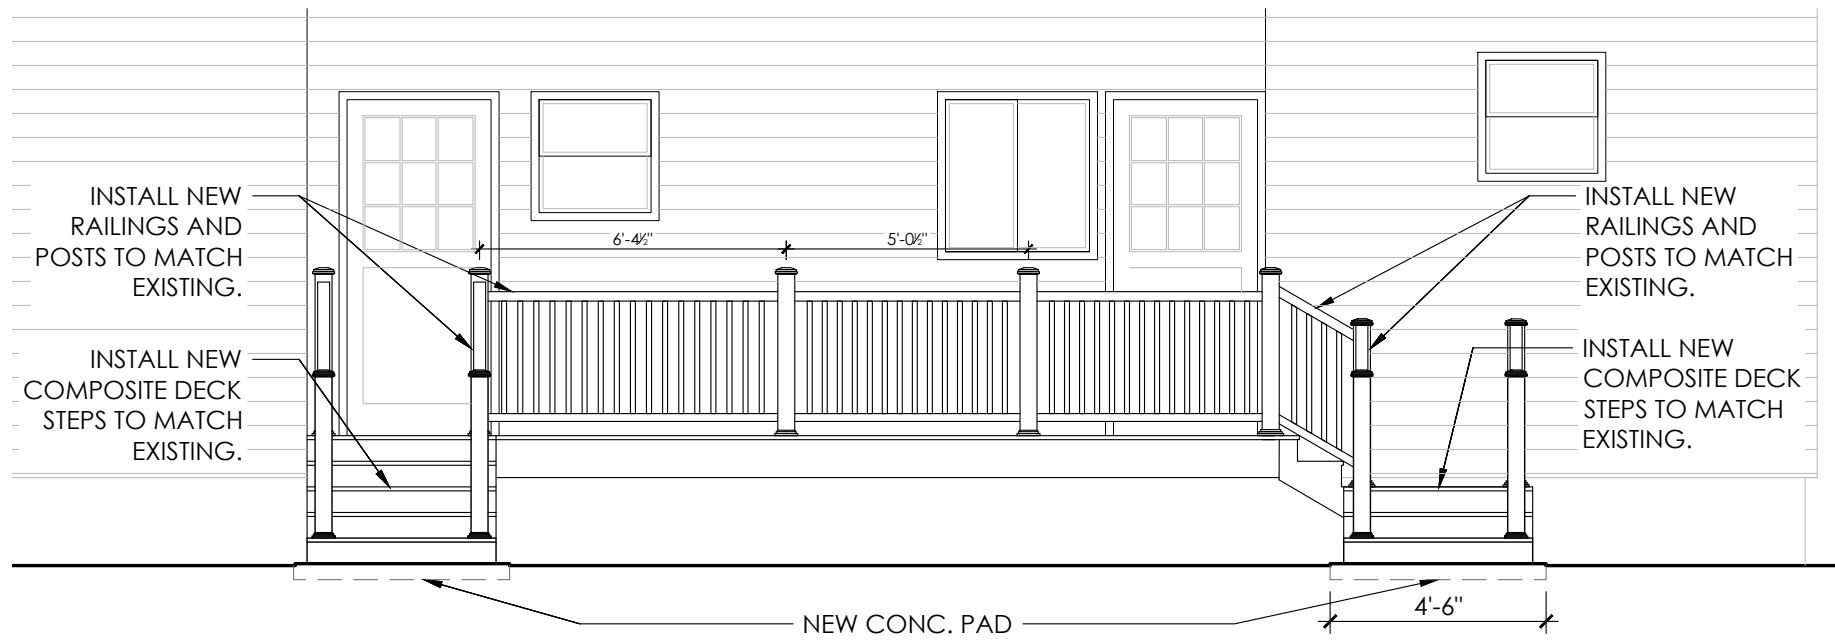 INSTALL NEW
RAILINGS AND
POSTS TO MATCH
EXISTING.
6'-4½"
5'-0½"
INSTALL NEW
RAILINGS AND
POSTS TO MATCH
EXISTING.
INSTALL NEW
COMPOSITE DECK
STEPS TO MATCH
EXISTING.
INSTALL NEW
COMPOSITE DECK
STEPS TO MATCH
EXISTING.
NEW CONC. PAD
4'-6"